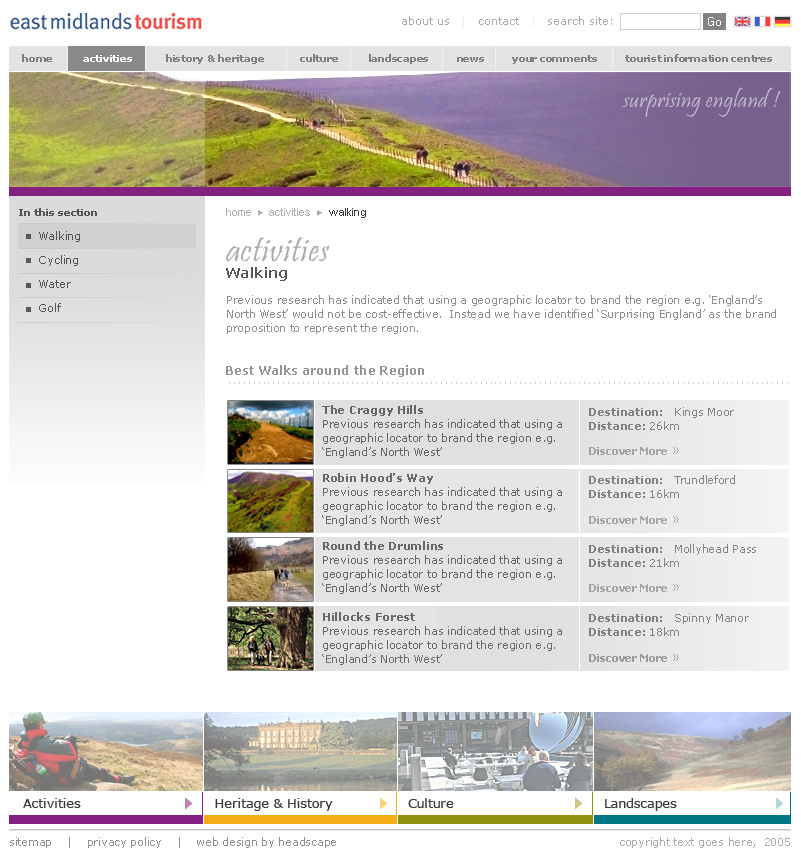 east midlands tourism
about us | contact | search site: Go
home activities history & heritage culture landscapes news your comments tourist information centres
surprising england !
In this section
Walking
Cycling
Water
Golf
home ► activities ► walking
activities
Walking
Previous research has indicated that using a geographic locator to brand the region e.g. ‘England’s
North West’ would not be cost-effective. Instead we have identified ‘Surprising England’ as the brand
proposition to represent the region.
Best Walks around the Region
The Craggy Hills
Previous research has indicated that using a
geographic locator to brand the region e.g.
‘England’s North West’
Destination: Kings Moor
Distance: 26km
Discover More »
Robin Hood’s Way
Previous research has indicated that using a
geographic locator to brand the region e.g.
‘England’s North West’
Destination: Trundleford
Distance: 16km
Discover More »
Round the Drumlins
Previous research has indicated that using a
geographic locator to brand the region e.g.
‘England’s North West’
Destination: Mollyhead Pass
Distance: 21km
Discover More »
Hillocks Forest
Previous research has indicated that using a
geographic locator to brand the region e.g.
‘England’s North West’
Destination: Spinny Manor
Distance: 18km
Discover More »
Activities
Heritage & History
Culture
Landscapes
sitemap | privacy policy | web design by headscape
copyright text goes here, 2005